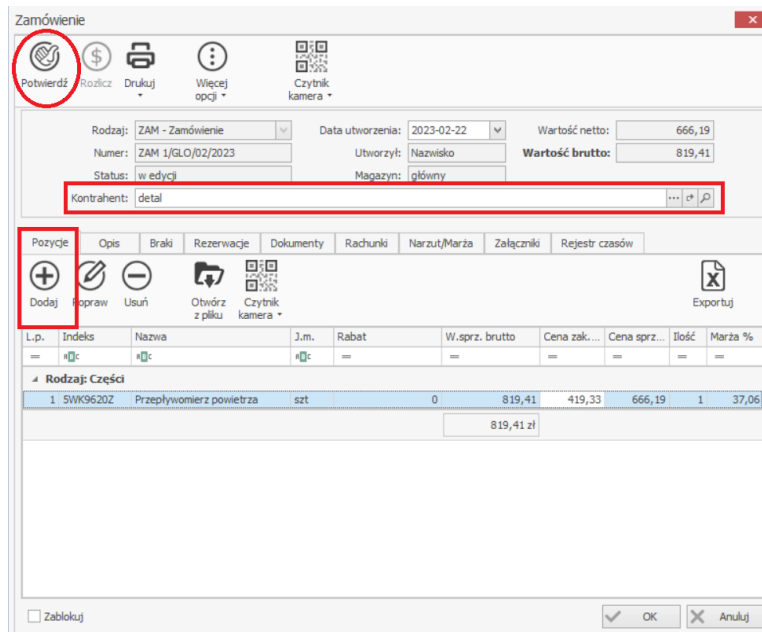 Zamówienie
Potwierdź Rozlicz Drukuj Więcej opcji Czytnik kamera
Rodzaj: ZAM - Zamówienie Data utworzenia: 2023-02-22 Wartość netto: 666,19
Numer: ZAM 1/GLO/02/2023 Utworzył: Nazwisko Wartość brutto: 819,41
Status: w edycji Magazyn: główny
Kontrahent: detal
Pozycje Opis Braki Rezerwacje Dokumenty Rachunki Narzut/Marża Załączniki Rejestr czasów
Dodaj Popraw Usuń Otwórz z pliku Czytnik kamera Exportuj
L.p. Indeks Nazwa J.m. Rabat W.sprz. brutto Cena zak.... Cena sprz... Ilość Marża %
Rodzaj: Części
1 5WK9620Z Przepływomierz powietrza szt 0 819,41 419,33 666,19 1 37,06
819,41 zł
Zablokuj OK Anuluj